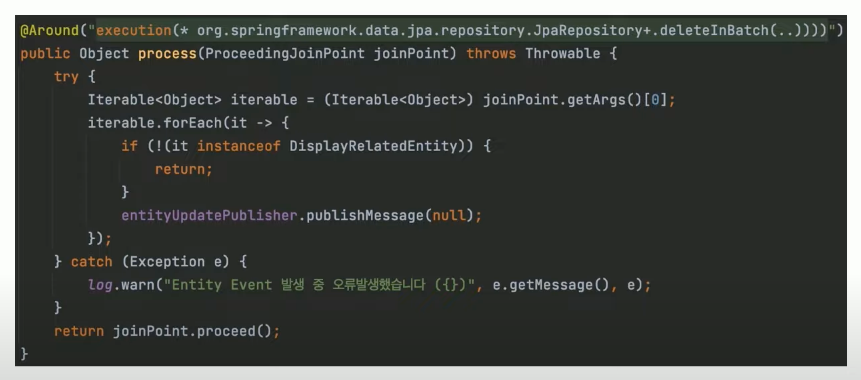 @Around("execution(* org.springframework.data.jpa.repository.JpaRepository+.deleteInBatch(..))))")
public Object process(ProceedingJoinPoint joinPoint) throws Throwable {
    try {
        Iterable<Object> iterable = (Iterable<Object>) joinPoint.getArgs()[0];
        iterable.forEach(it -> {
            if (!(it instanceof DisplayRelatedEntity)) {
                return;
            }
            entityUpdatePublisher.publishMessage(null);
        });
    } catch (Exception e) {
        log.warn("Entity Event 발생 중 오류발생했습니다 ({})", e.getMessage(), e);
    }
    return joinPoint.proceed();
}